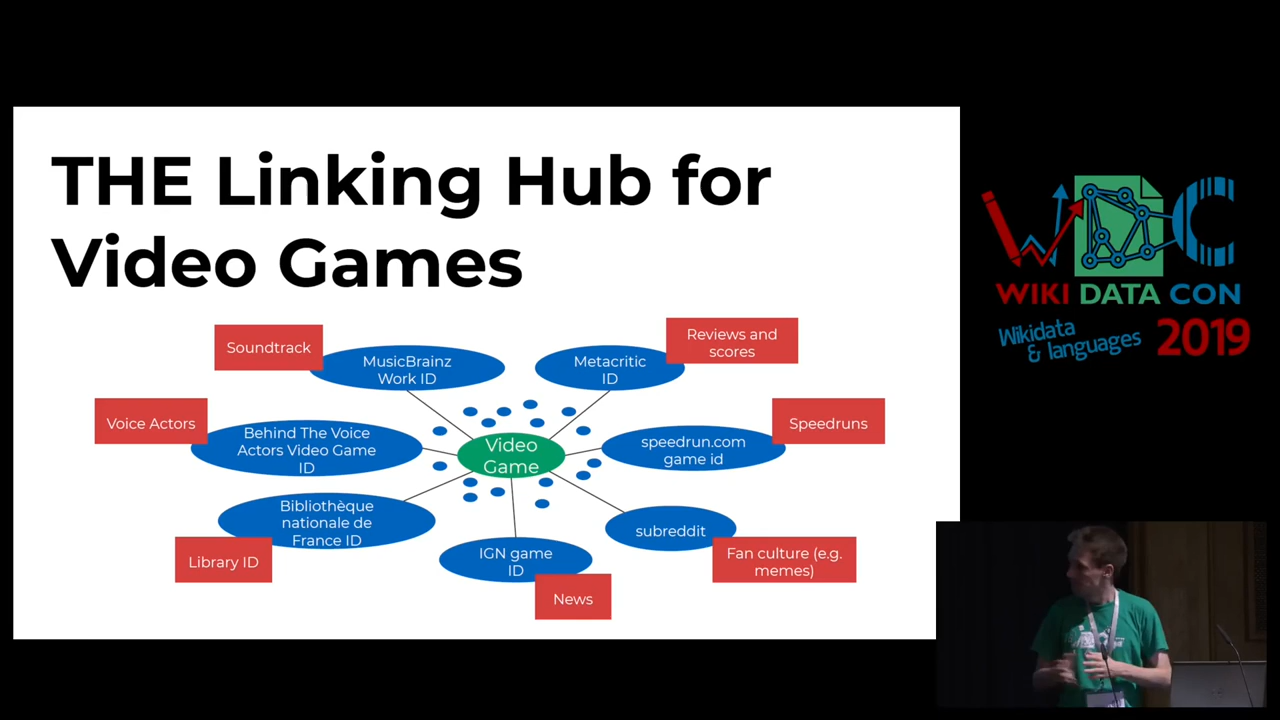 THE Linking Hub for
Video Games
Soundtrack
MusicBrainz
Work ID
Metacritic
ID
Reviews and
scores
Voice Actors
Behind The Voice
Actors Video Game
ID
Video
Game
speedrun.com
game id
Speedruns
Bibliothèque
nationale de
France ID
Library ID
IGN game
ID
News
subreddit
Fan culture (e.g.
memes)
WDC
WIKI DATA CON
Wikidata
& languages
2019